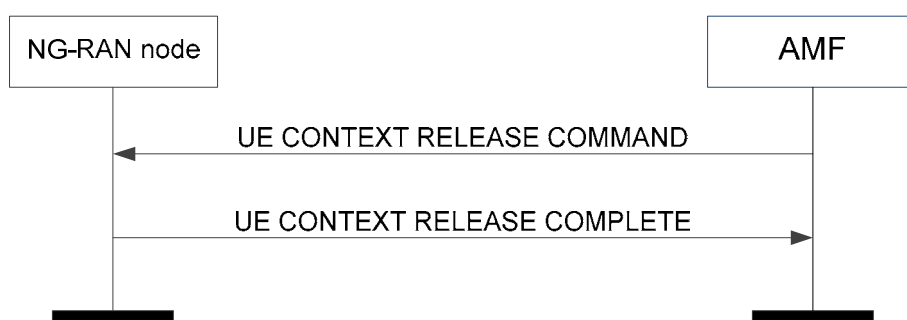 NG-RAN node
AMF
UE CONTEXT RELEASE COMMAND
UE CONTEXT RELEASE COMPLETE